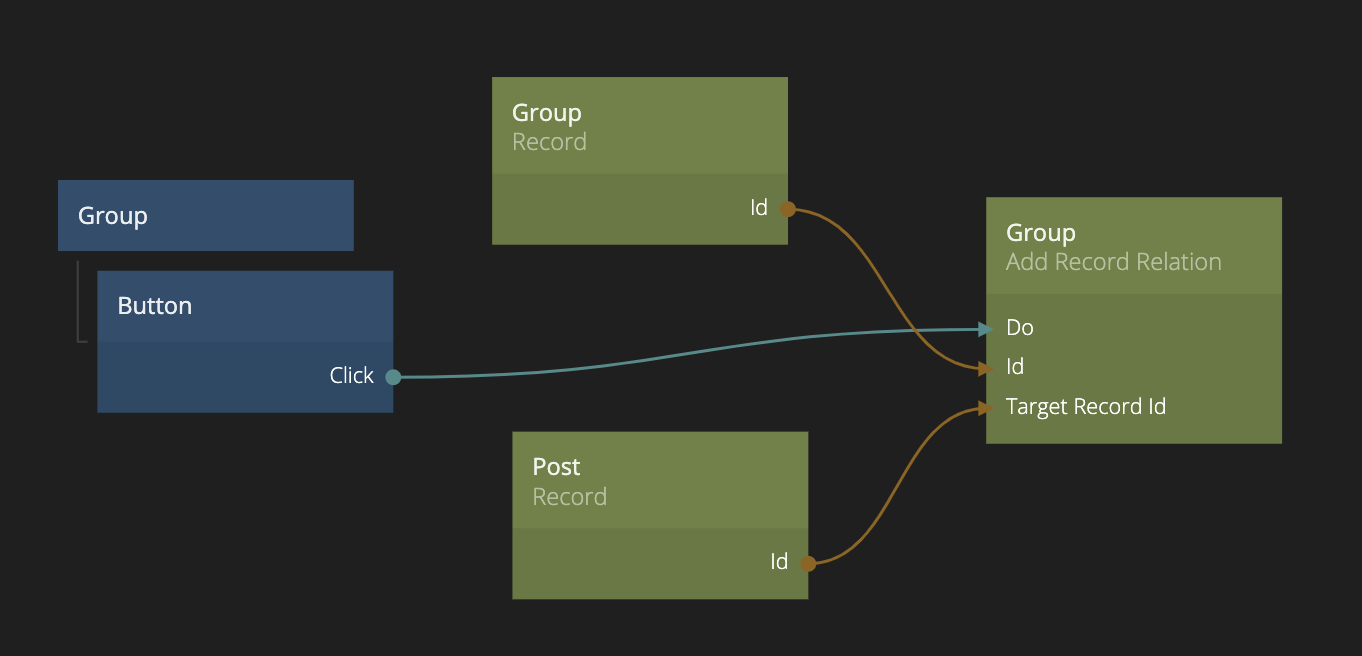 Group
Button
Click
Group
Record
Id
Post
Record
Id
Group
Add Record Relation
Do
Id
Target Record Id